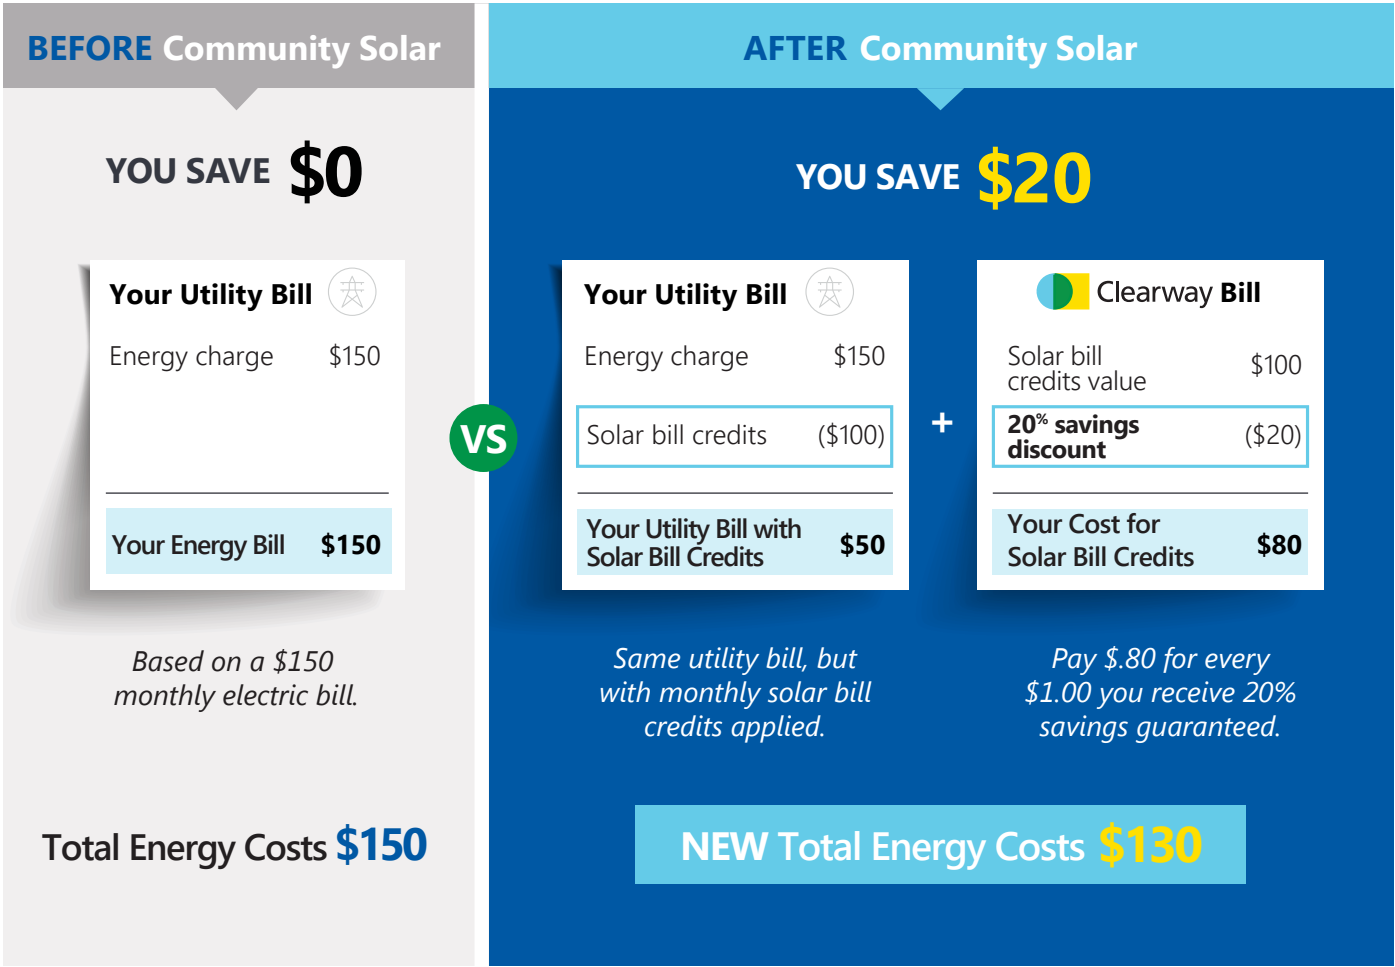 BEFORE Community Solar
YOU SAVE $0
Your Utility Bill
Energy charge $150
Your Energy Bill $150
Based on a $150
monthly electric bill.
Total Energy Costs $150
VS
AFTER Community Solar
YOU SAVE $20
Your Utility Bill
Energy charge $150
Solar bill credits ($100)
Your Utility Bill with
Solar Bill Credits $50
Same utility bill, but
with monthly solar bill
credits applied.
+
Clearway Bill
Solar bill
credits value $100
20% savings
discount ($20)
Your Cost for
Solar Bill Credits $80
Pay $.80 for every
$1.00 you receive 20%
savings guaranteed.
NEW Total Energy Costs $130